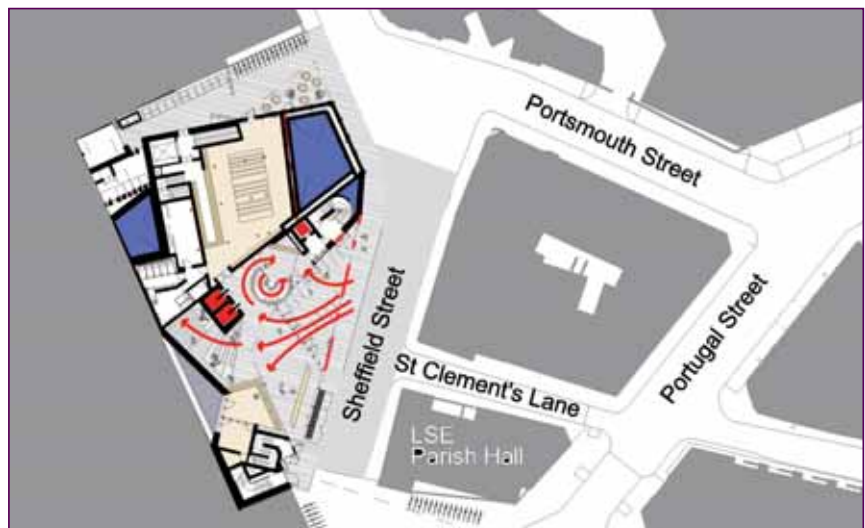 Portsmouth Street
Sheffield Street
St Clement's Lane
Portugal Street
LSE
Parish Hall